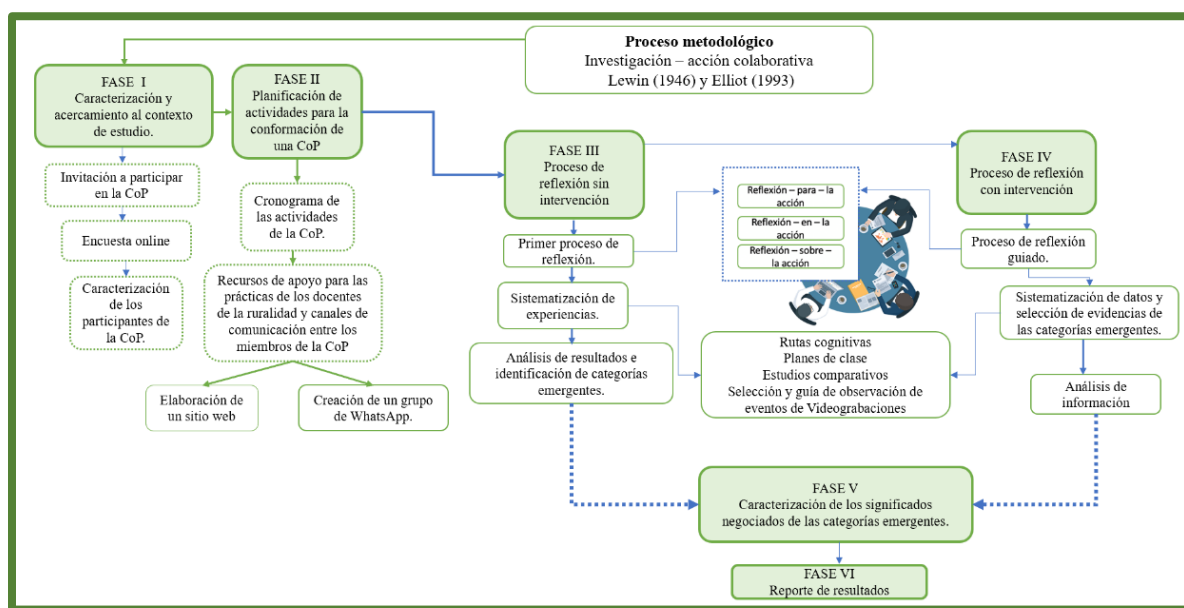 Proceso metodológico
Investigación – acción colaborativa
Lewin (1946) y Elliot (1993)
FASE I
Caracterización y
acercamiento al contexto
de estudio.
Invitación a participar
en la CoP
Encuesta online
Caracterización
de los
participantes de
la CoP.
FASE II
Planificación de
actividades para la
conformación de
una CoP
Cronograma de
las actividades
de la CoP.
Recursos de apoyo para las
prácticas de los docentes
de la ruralidad y canales de
comunicación entre los
miembros de la CoP
Elaboración de
un sitio web
Creación de un grupo
de WhatsApp.
FASE III
Proceso de
reflexión sin
intervención
Primer proceso de
reflexión.
Sistematización de
experiencias.
Análisis de resultados e
identificación de categorías
emergentes.
Reflexión – para – la
acción
Reflexión – en – la
acción
Reflexión – sobre –
la acción
Rutas cognitivas
Planes de clase
Estudios comparativos
Selección y guía de observación de
eventos de Videograbaciones
FASE IV
Proceso de reflexión
con intervención
Proceso de reflexión
guiado.
Sistematización de datos y
selección de evidencias de
las categorías emergentes.
Análisis de
información
FASE V
Caracterización de los significados
negociados de las categorías emergentes.
FASE VI
Reporte de resultados